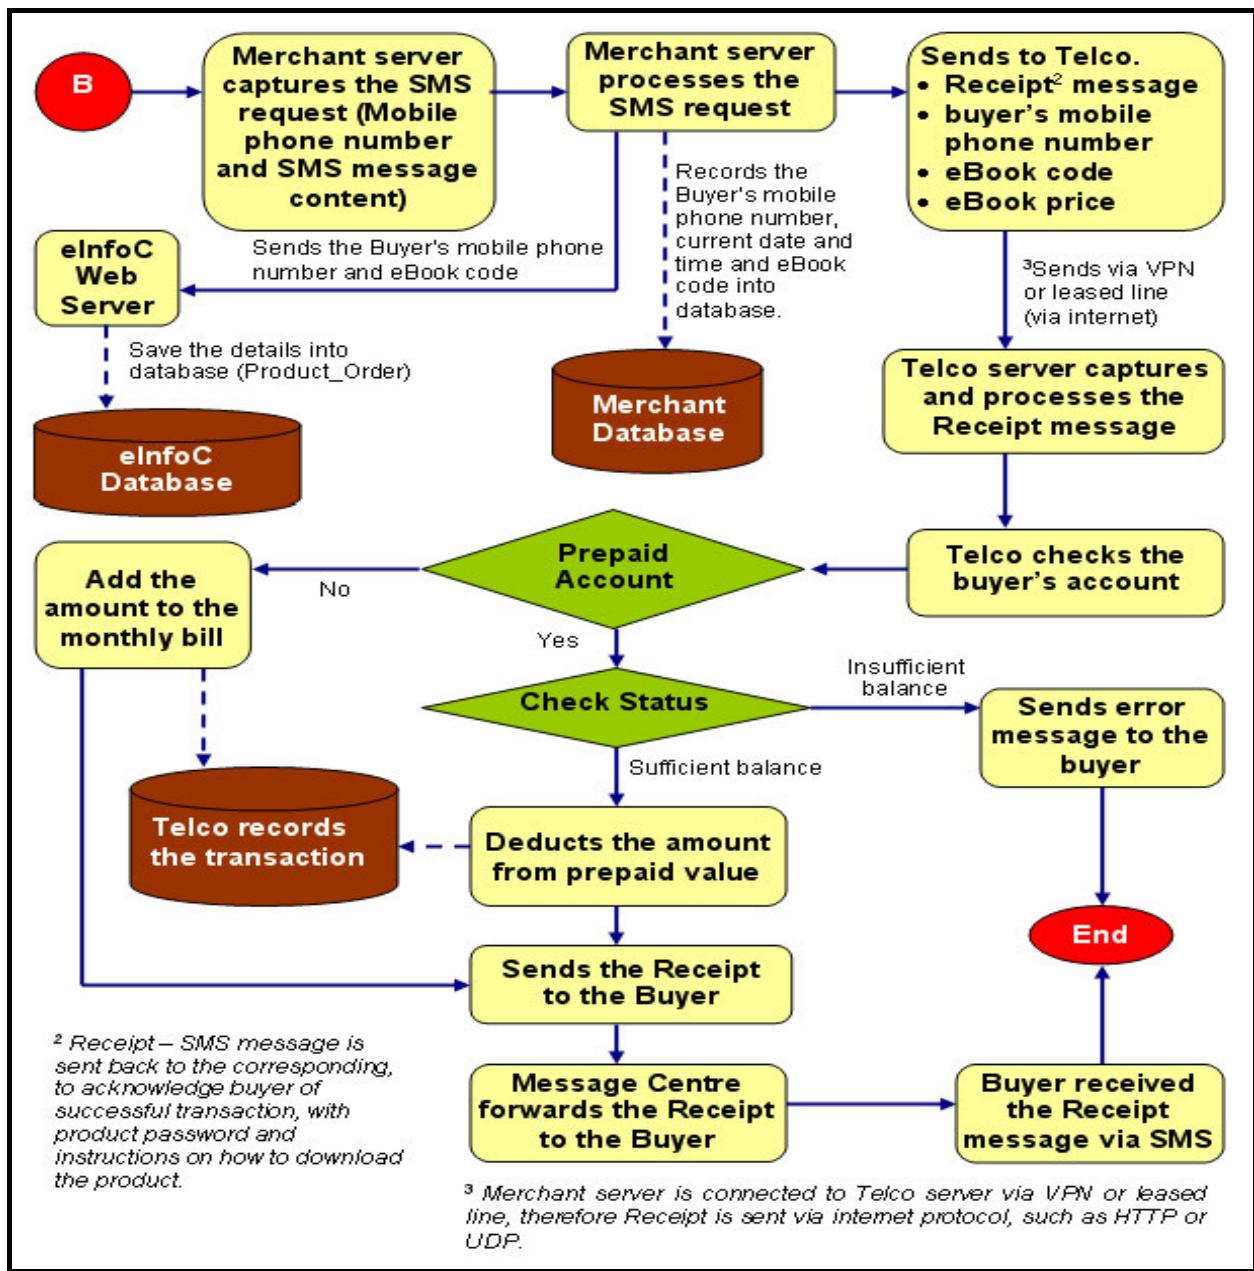 B
Merchant server
captures the SMS
request (Mobile
phone number
and SMS message
content)
Merchant server
processes the
SMS request
Sends to Telco.
• Receipt² message
• buyer's mobile
phone number
• eBook code
• eBook price
Records the
Buyer's mobile
phone number,
current date and
time and eBook
code into
database.
Sends the Buyer's mobile phone
number and eBook code
eInfoC
Web
Server
³Sends via VPN
or leased line
(via internet)
Save the details into
database (Product_Order)
Merchant
Database
Telco server captures
and processes the
Receipt message
eInfoC
Database
Telco checks the
buyer's account
Prepaid
Account
No
Add the
amount to the
monthly bill
Yes
Check Status
Insufficient
balance
Sends error
message to the
buyer
Sufficient balance
Telco records
the transaction
Deducts the amount
from prepaid value
End
Sends the Receipt
to the Buyer
² Receipt – SMS message is
sent back to the corresponding,
to acknowledge buyer of
successful transaction, with
product password and
instructions on how to download
the product.
Message Centre
forwards the Receipt
to the Buyer
Buyer received
the Receipt
message via SMS
³ Merchant server is connected to Telco server via VPN or leased
line, therefore Receipt is sent via internet protocol, such as HTTP or
UDP.